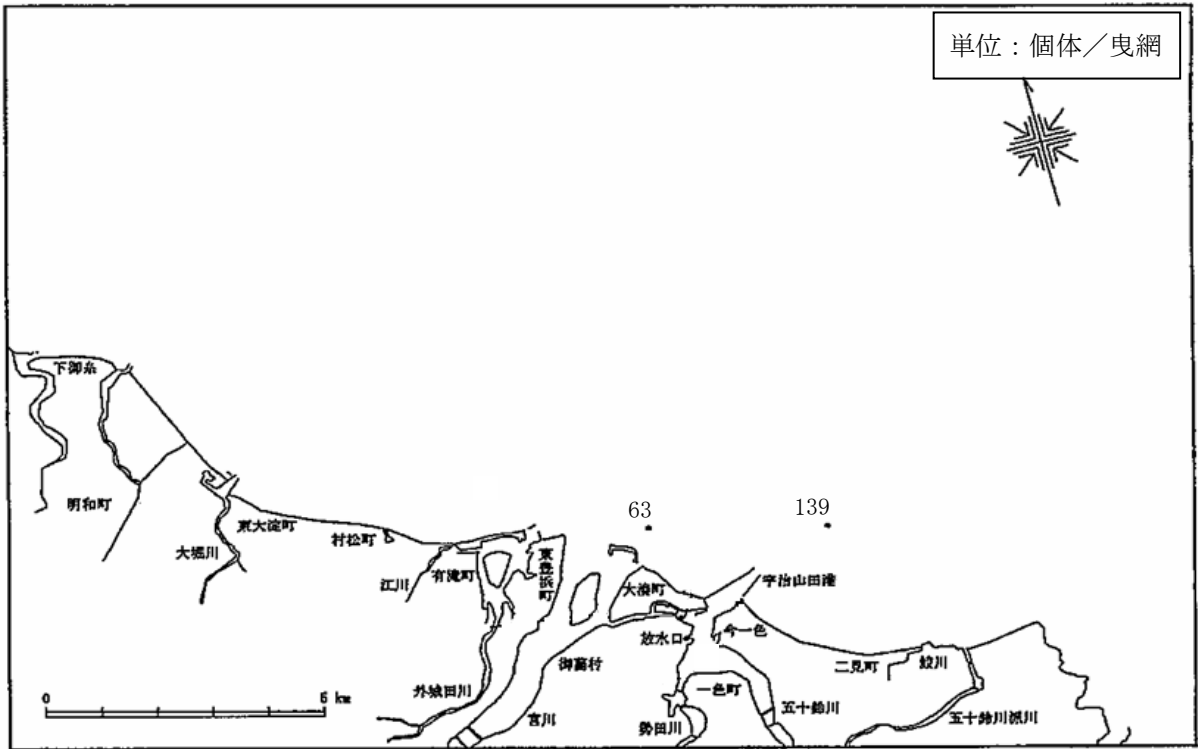 単位：個体／曳網
下御糸
明和町
大堀川
東大淀町
村松町
江川
有滝町
東豊浜町
63
139
大湊町
宇治山田港
放水口
今一色
二見町
鮫川
御薗村
一色町
外城田川
宮川
勢田川
五十鈴川
五十鈴川派川
0
6 km